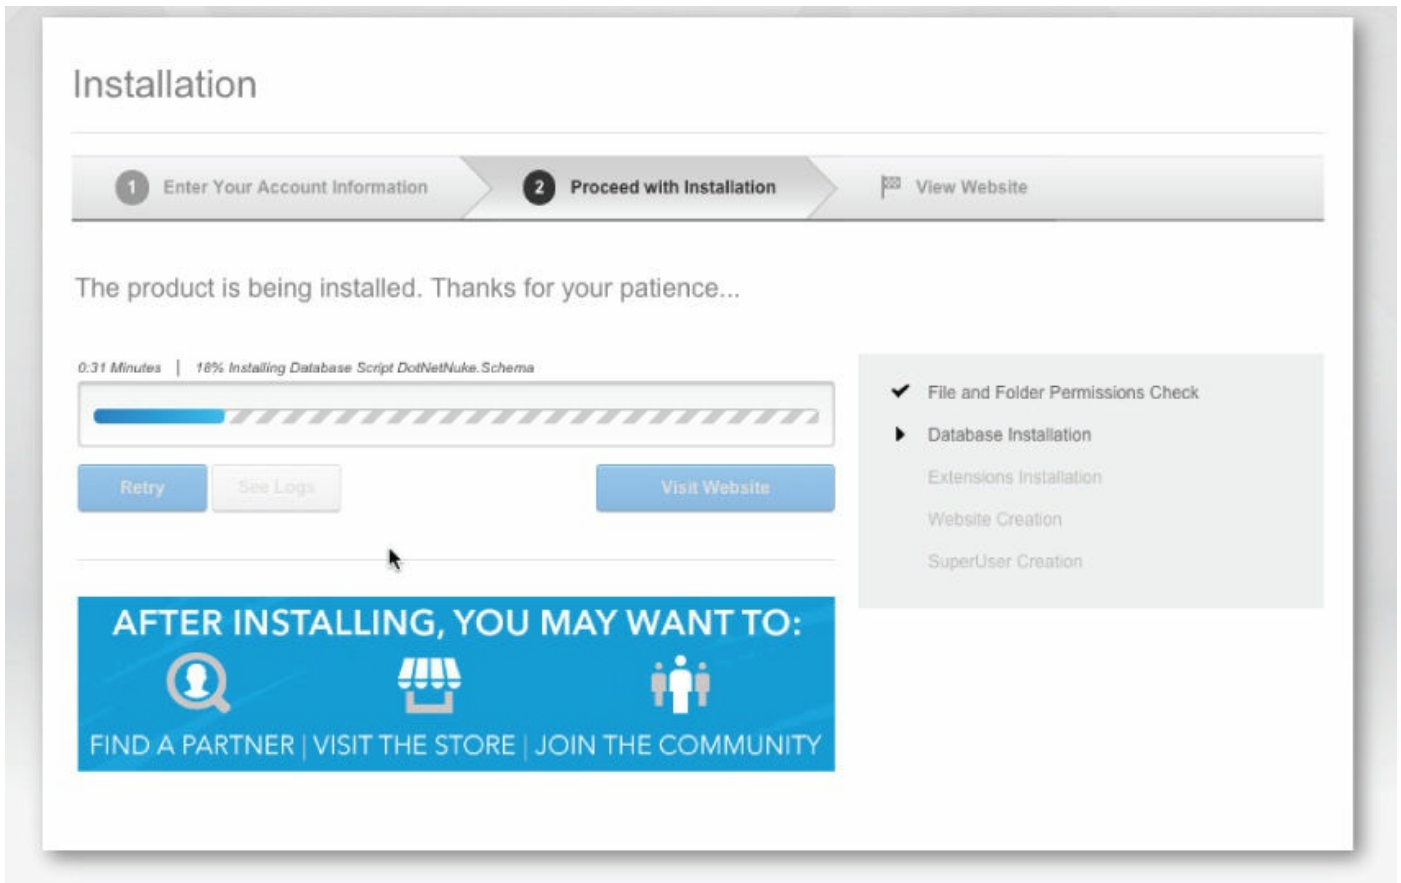 Installation
1 Enter Your Account Information
2 Proceed with Installation
View Website
The product is being installed. Thanks for your patience...
0:31 Minutes | 18% Installing Database Script DotNetNuke.Schema
Retry
See Logs
Visit Website
File and Folder Permissions Check
Database Installation
Extensions Installation
Website Creation
SuperUser Creation
AFTER INSTALLING, YOU MAY WANT TO:
FIND A PARTNER | VISIT THE STORE | JOIN THE COMMUNITY